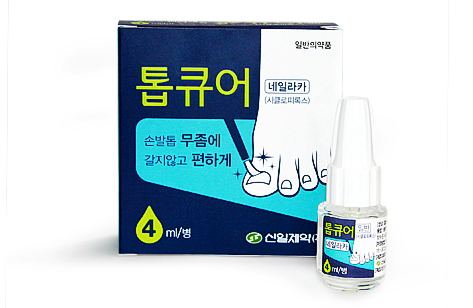 일반의약품
톱큐어
네일라카
(시클로피록스)
손발톱 무좀에
갈지않고 편하게
4 ml/병
신일제약(주)
톱큐어
네일라카
4 ml/병